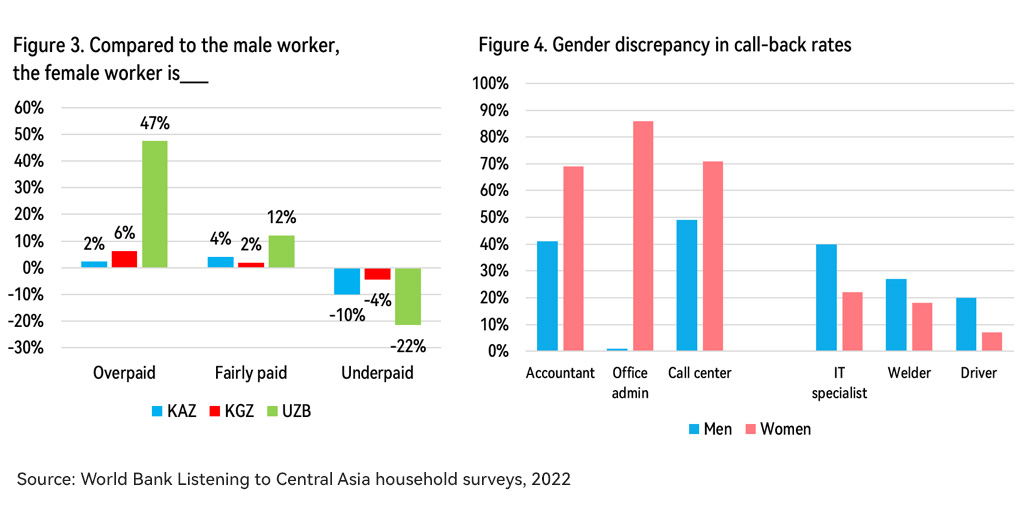 Figure 3. Compared to the male worker,
the female worker is___
60%
50%
40%
30%
20%
10%
0%
-10%
-20%
-30%
2%
6%
47%
4%
2%
12%
-10%
-4%
-22%
Overpaid
Fairly paid
Underpaid
KAZ
KGZ
UZB
Figure 4. Gender discrepancy in call-back rates
100%
90%
80%
70%
60%
50%
40%
30%
20%
10%
0%
Accountant
Office
admin
Call center
IT
specialist
Welder
Driver
Men
Women
Source: World Bank Listening to Central Asia household surveys, 2022